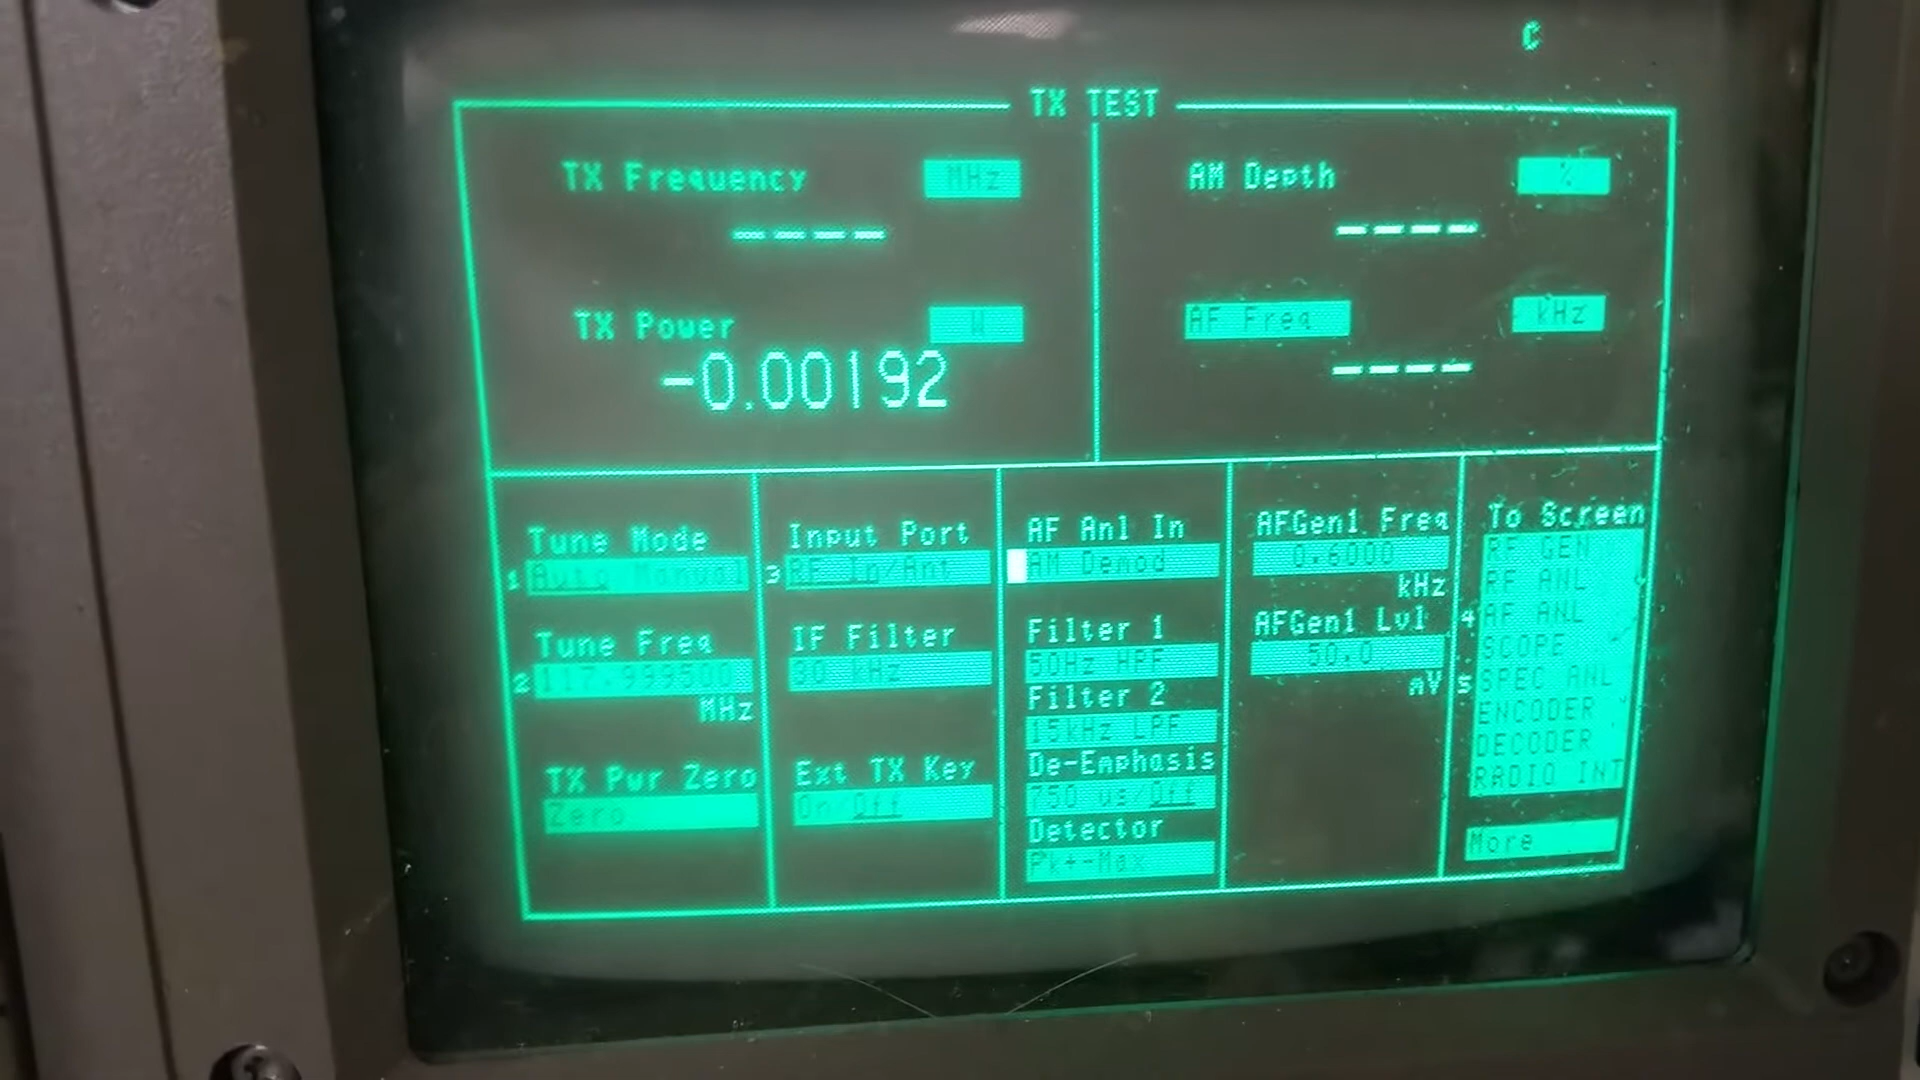 C
TX TEST
TX Frequency MHz
----
TX Power W
-0.00192
AM Depth %
----
AF Freq kHz
----
Tune Mode
1 Auto/Manual
Tune Freq
2 117.999500
MHz
TX Pwr Zero
Zero
Input Port
3 RF In/Ant
IF Filter
30 kHz
Ext TX Key
On/Off
AF Anl In
AM Demod
Filter 1
50Hz HPF
Filter 2
15kHz LPF
De-Emphasis
750 us/Off
Detector
Pk+-Max
AFGen1 Freq
0.6000
kHz
AFGen1 Lvl
50.0
mV
To Screen
RF GEN
RF ANL
4 AF ANL
SCOPE
5 SPEC ANL
ENCODER
DECODER
RADIO INT
More